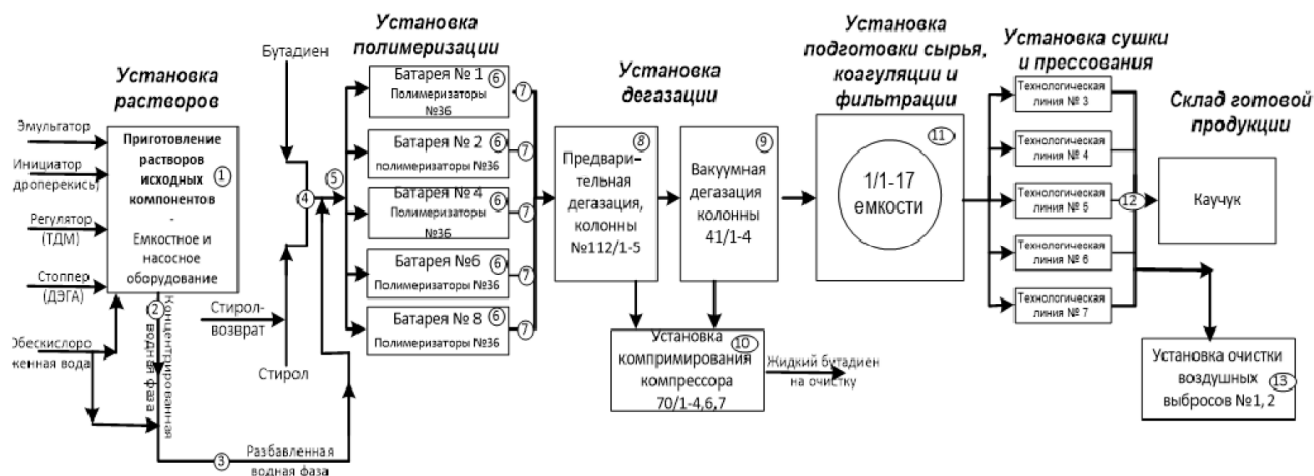 Установка
растворов
Эмульгатор
Инициатор
дроперекись)
Регулятор
(ТДМ)
Стоппер
(ДЭГА)
Обескислоро
женная вода
Приготовление
растворов
исходных
компонентов
-
Емкостное и
насосное
оборудование
1
2
Концентрированная
водная фаза
3
Разбавленная
водная фаза
Бутадиен
Стирол-
возврат
Стирол
4
5
Установка
полимеризации
Батарея № 1 6
Полимеризаторы
№36
7
Батарея № 2 6
полимеризаторы №36
7
Батарея № 4 6
Полимеризаторы
№36
7
Батарея №6 6
Полимеризаторы №36
7
Батарея № 8 6
Полимеризаторы №36
7
Установка
дегазации
8
Предвари-
тельная
дегазация,
колонны
№112/1-5
9
Вакуумная
дегазация
колонны
41/1-4
10
Установка
компримирования
компрессора
70/1-4,6,7
Жидкий бутадиен
на очистку
Установка
подготовки сырья,
коагуляции и
фильтрации
11
1/1-17
емкости
Установка сушки
и прессования
Технологическая
линия № 3
Технологическая
линия № 4
Технологическая
линия № 5
Технологическая
линия № 6
Технологическая
линия № 7
12
Склад готовой
продукции
Каучук
Установка очистки
воздушных
выбросов №1, 2
13